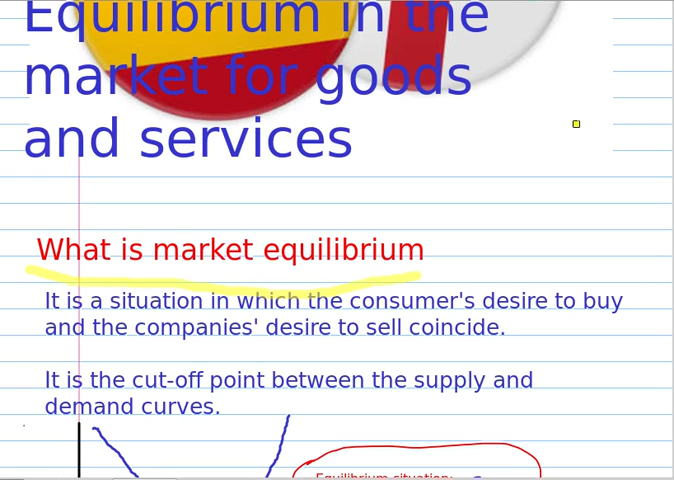 Equilibrium in the
market for goods
and services
What is market equilibrium
It is a situation in which the consumer's desire to buy
and the companies' desire to sell coincide.
It is the cut-off point between the supply and
demand curves.
Equilibrium situation: